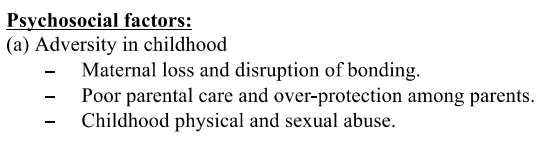 Psychosocial factors:
(a) Adversity in childhood
– Maternal loss and disruption of bonding.
– Poor parental care and over-protection among parents.
– Childhood physical and sexual abuse.